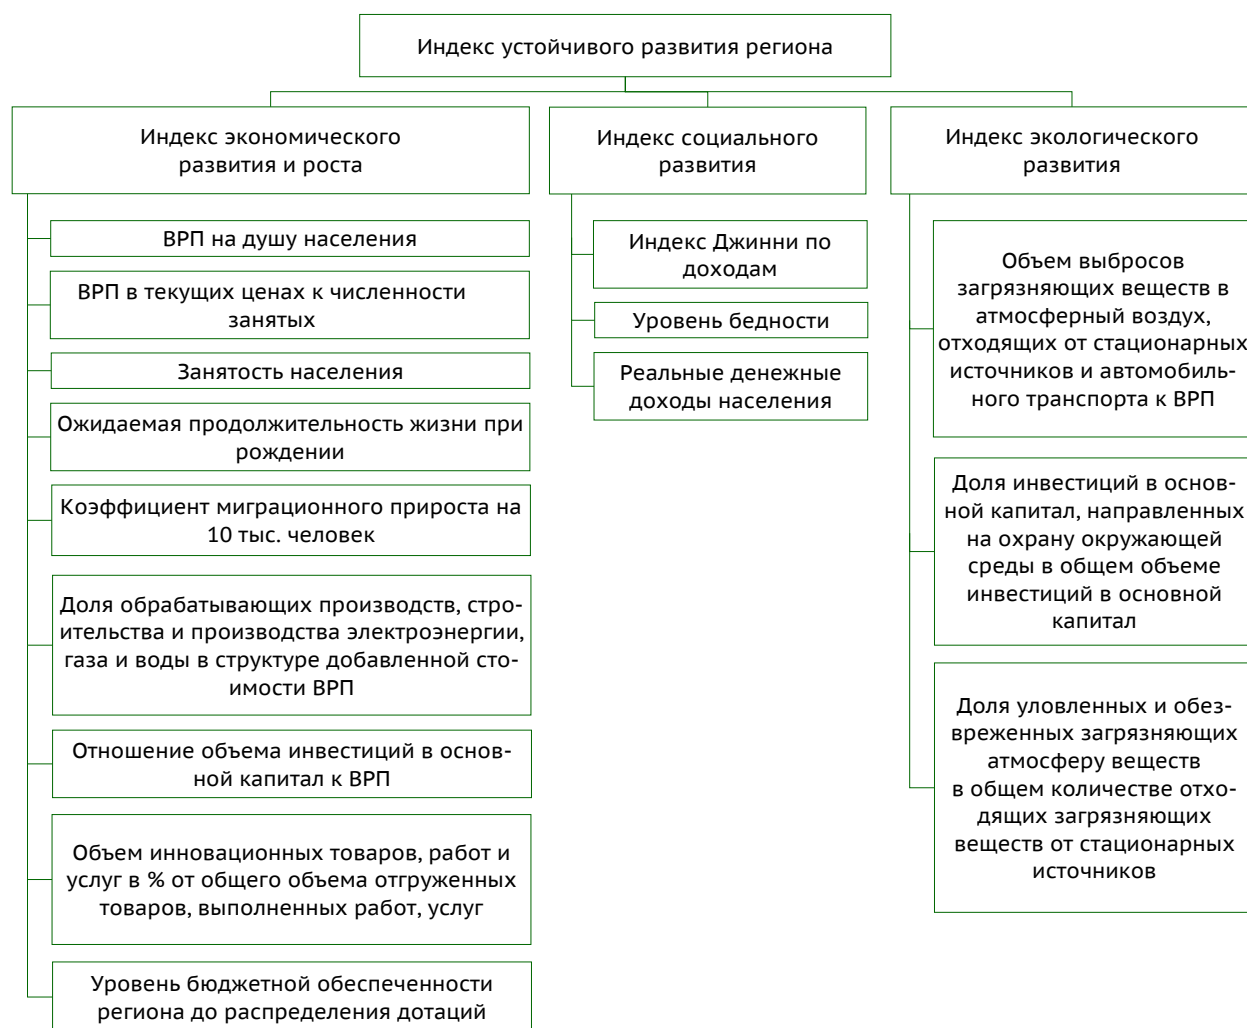 Индекс устойчивого развития региона
Индекс экономического
развития и роста
ВРП на душу населения
ВРП в текущих ценах к численности
занятых
Занятость населения
Ожидаемая продолжительность жизни при
рождении
Коэффициент миграционного прироста на
10 тыс. человек
Доля обрабатывающих производств, стро-
ительства и производства электроэнергии,
газа и воды в структуре добавленной сто-
имости ВРП
Отношение объема инвестиций в основ-
ной капитал к ВРП
Объем инновационных товаров, работ и
услуг в % от общего объема отгруженных
товаров, выполненных работ, услуг
Уровень бюджетной обеспеченности
региона до распределения дотаций
Индекс социального
развития
Индекс Джинни по
доходам
Уровень бедности
Реальные денежные
доходы населения
Индекс экологического
развития
Объем выбросов
загрязняющих веществ в
атмосферный воздух,
отходящих от стационарных
источников и автомобиль-
ного транспорта к ВРП
Доля инвестиций в основ-
ной капитал, направленных
на охрану окружающей
среды в общем объеме
инвестиций в основной
капитал
Доля уловленных и обез-
вреженных загрязняющих
атмосферу веществ
в общем количестве отхо-
дящих загрязняющих
веществ от стационарных
источников